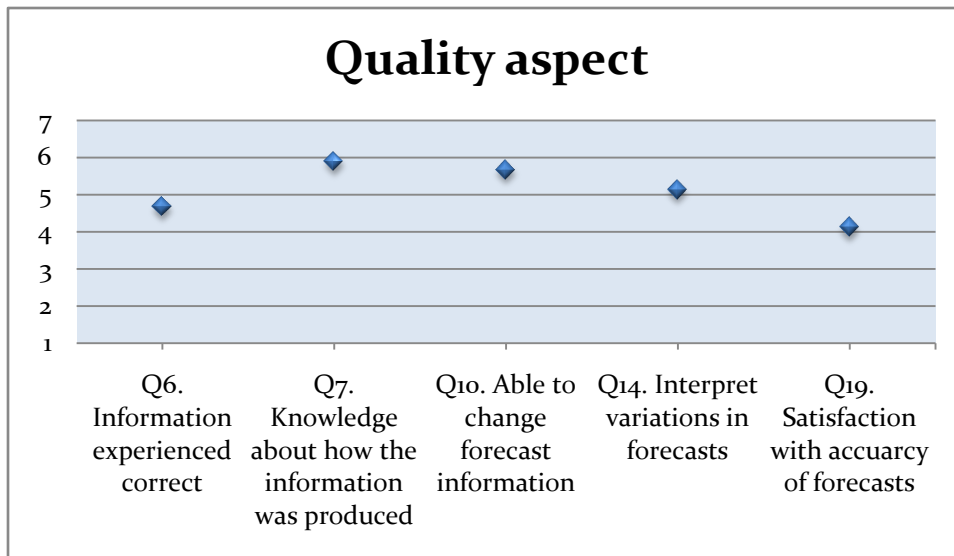 Quality aspect
7
6
5
4
3
2
1
Q6.
Information
experienced
correct
Q7.
Knowledge
about how the
information
was produced
Q10. Able to
change
forecast
information
Q14. Interpret
variations in
forecasts
Q19.
Satisfaction
with accuarcy
of forecasts